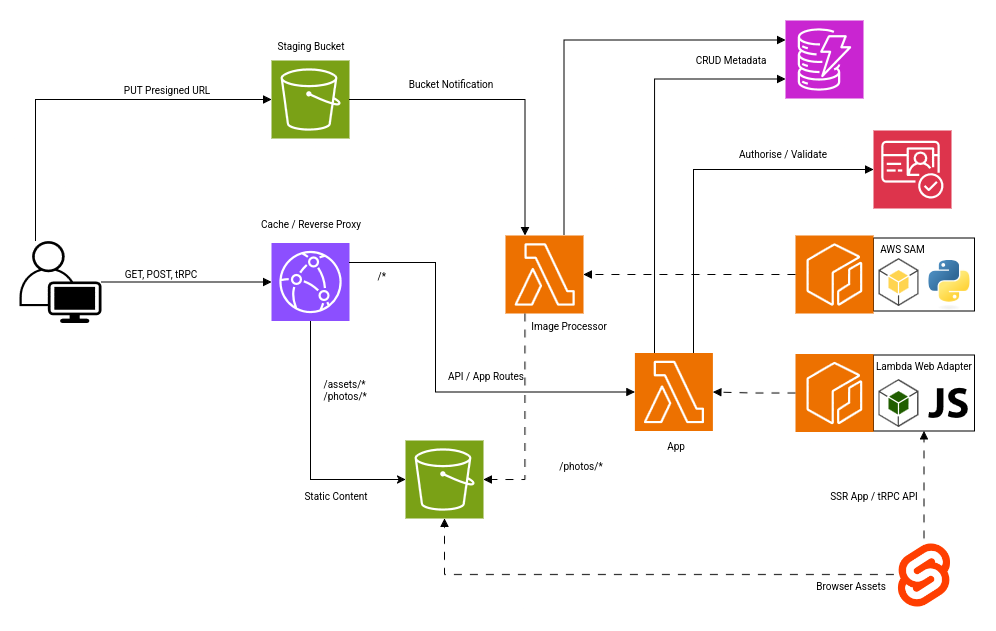 Staging Bucket
CRUD Metadata
PUT Presigned URL
Bucket Notification
Authorise / Validate
Cache / Reverse Proxy
AWS SAM
GET, POST, tRPC
/*
Image Processor
Lambda Web Adapter
/assets/*
/photos/*
API / App Routes
JS
App
/photos/*
Static Content
SSR App / tRPC API
Browser Assets